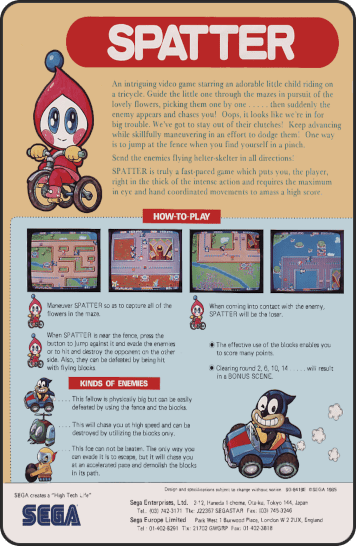 SPATTER
An intriguing video game starring an adorable little child riding on
a tricycle. Guide the little one through the mazes in pursuit of the
lovely flowers, picking them one by one . . . . . then suddenly the
enemy appears and chases you! Oops, it looks like we're in for
big trouble. We've got to stay out of their clutches! Keep advancing
while skillfully maneuvering in an effort to dodge them! One way
is to jump at the fence when you find yourself in a pinch.
Send the enemies flying helter-skelter in all directions!
SPATTER is truly a fast-paced game which puts you, the player,
right in the thick of the intense action and requires the maximum
in eye and hand coordinated movements to amass a high score.
HOW-TO-PLAY
Maneuver SPATTER so as to capture all of the
flowers in the maze.
When SPATTER is near the fence, press the
button to jump against it and evade the enemies
or to hit and destroy the opponent on the other
side. Also, they can be defeated by being hit
with flying blocks.
When coming into contact with the enemy,
SPATTER will be the loser.
The effective use of the blocks enables you
to score many points.
Clearing round 2, 6, 10, 14 . . . . . will result
in a BONUS SCENE.
KINDS OF ENEMIES
. . . . This fellow is physically big but can be easily
defeated by using the fence and the blocks.
. . . . This will chase you at high speed and can be
destroyed by utilizing the blocks only.
. . . . This foe can not be beaten. The only way you
can evade it is to escape, but it will chase you
at an accelerated pace and demolish the blocks
in its path.
Design and specifications subject to change without notice. ©SEGA 1985
SEGA creates a "High Tech Life"
SEGA
Sega Enterprises, Ltd. 2-12, Haneda 1-chome, Ota-ku, Tokyo 144, Japan
Tel. (03) 742-3171 Tlx. J22357 SEGASTAR Fax. (03) 745-3246
Sega Europe Limited Park West 1 Burwood Place, London W 2 2UX, England
Tel.